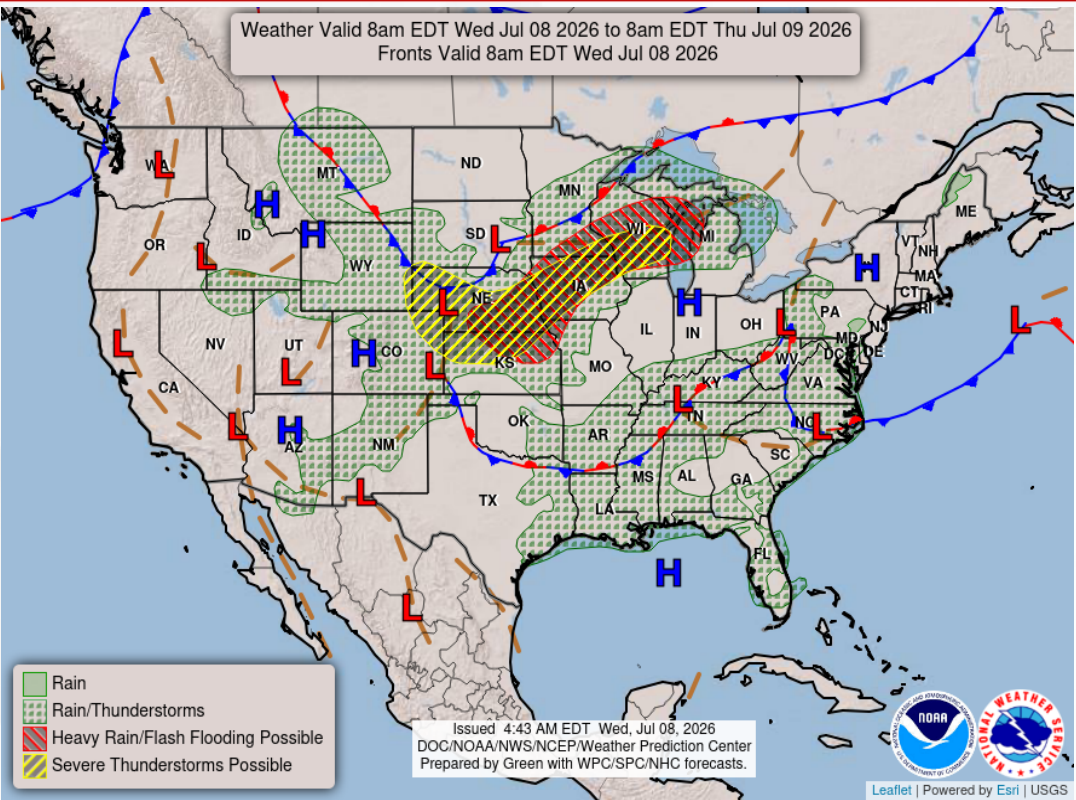 Weather Valid 8am EDT Wed Jul 08 2026 to 8am EDT Thu Jul 09 2026
Fronts Valid 8am EDT Wed Jul 08 2026
WA
L
MT
ND
MN
ME
H
ID
H
SD
L
WI
MI
VT
NH
OR
L
WY
H
MA
CT
RI
L
NE
IA
H
PA
NJ
L
L
NV
UT
L
H
CO
L
KS
MO
IL
IN
OH
L
WV
MD
DC
DE
VA
CA
L
H
AZ
NM
OK
AR
L
KY
TN
NC
L
SC
L
TX
LA
MS
AL
GA
L
H
FL
Rain
Rain/Thunderstorms
Heavy Rain/Flash Flooding Possible
Severe Thunderstorms Possible
Issued 4:43 AM EDT Wed, Jul 08, 2026
DOC/NOAA/NWS/NCEP/Weather Prediction Center
Prepared by Green with WPC/SPC/NHC forecasts.
NOAA
NATIONAL WEATHER SERVICE
Leaflet | Powered by Esri | USGS